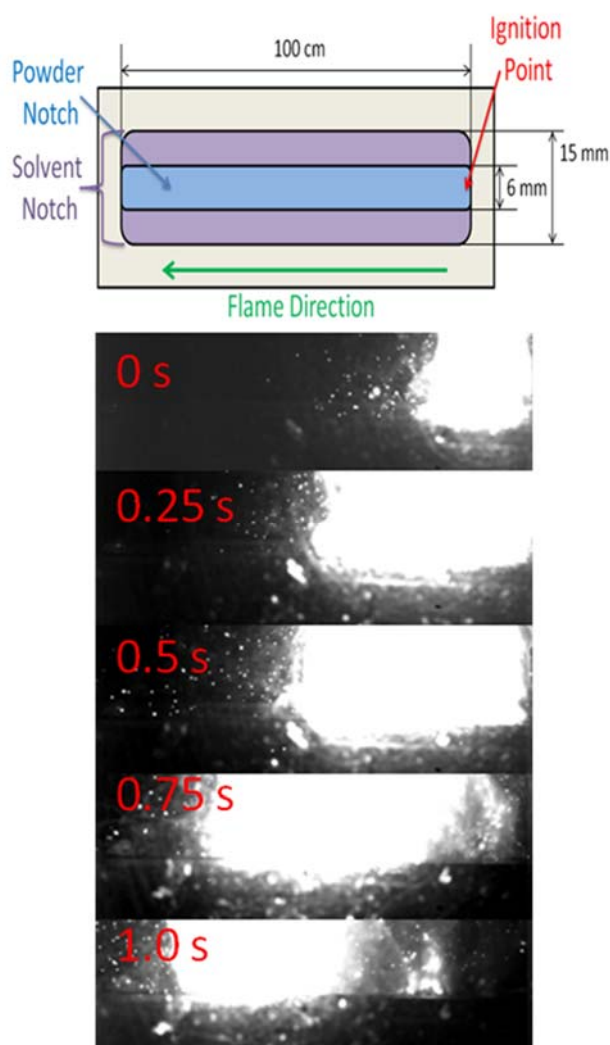 100 cm
Ignition
Point
Powder
Notch
Solvent
Notch
15 mm
6 mm
Flame Direction
0 s
0.25 s
0.5 s
0.75 s
1.0 s